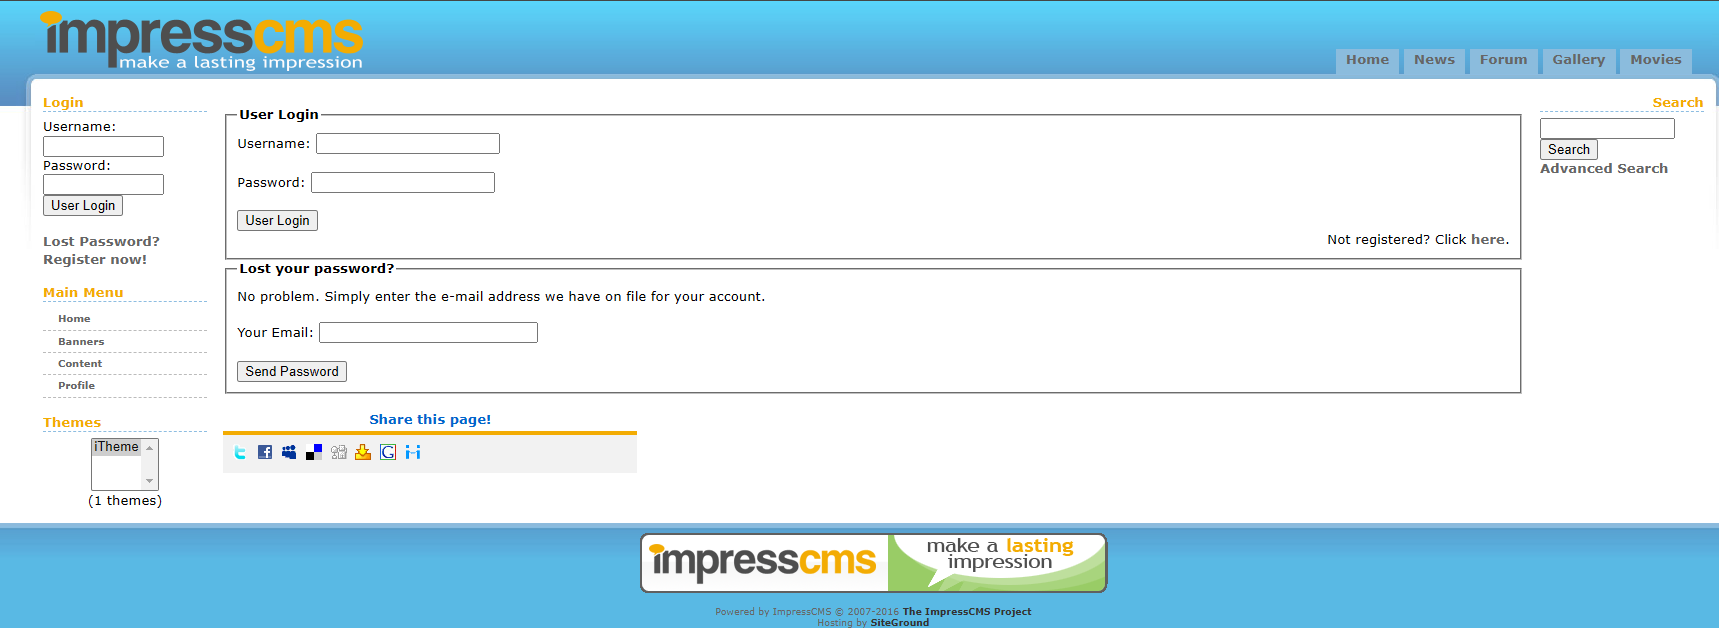 impresscms
make a lasting impression
Home News Forum Gallery Movies
Login
Username:
Password:
User Login
Lost Password?
Register now!
Main Menu
Home
Banners
Content
Profile
Themes
iTheme
(1 themes)
User Login
Username:
Password:
User Login
Not registered? Click here.
Lost your password?
No problem. Simply enter the e-mail address we have on file for your account.
Your Email:
Send Password
Share this page!
Search
Search
Advanced Search
impresscms
make a lasting
impression
Powered by ImpressCMS © 2007-2016 The ImpressCMS Project
Hosting by SiteGround